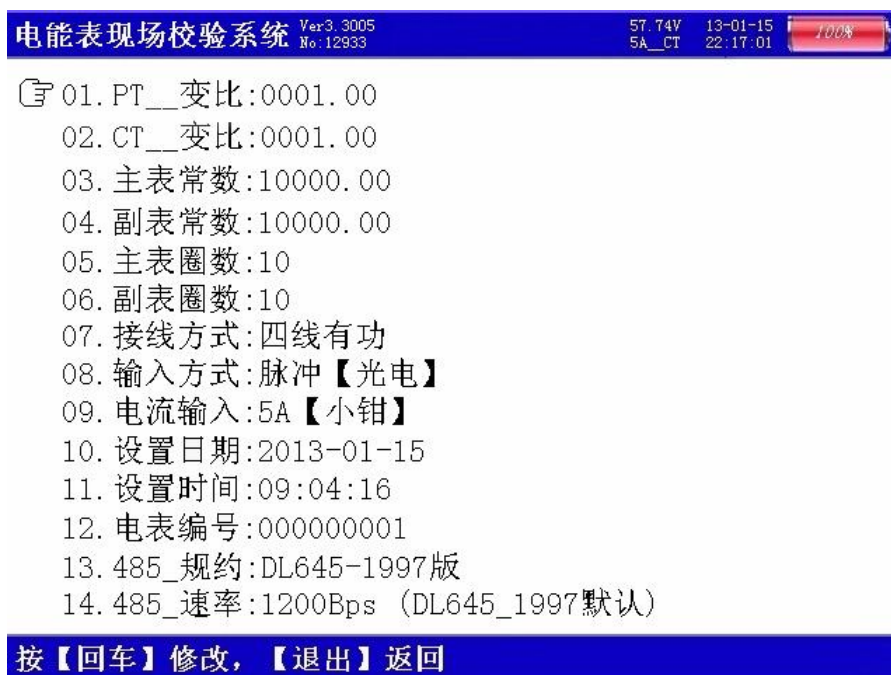 电能表现场校验系统 Ver3.3005 No:12933 57.74V 5A__CT 13-01-15 22:17:01 100%
01.PT__变比:0001.00
02.CT__变比:0001.00
03.主表常数:10000.00
04.副表常数:10000.00
05.主表圈数:10
06.副表圈数:10
07.接线方式:四线有功
08.输入方式:脉冲【光电】
09.电流输入:5A【小钳】
10.设置日期:2013-01-15
11.设置时间:09:04:16
12.电表编号:000000001
13.485_规约:DL645-1997版
14.485_速率:1200Bps (DL645_1997默认)
按【回车】修改，【退出】返回